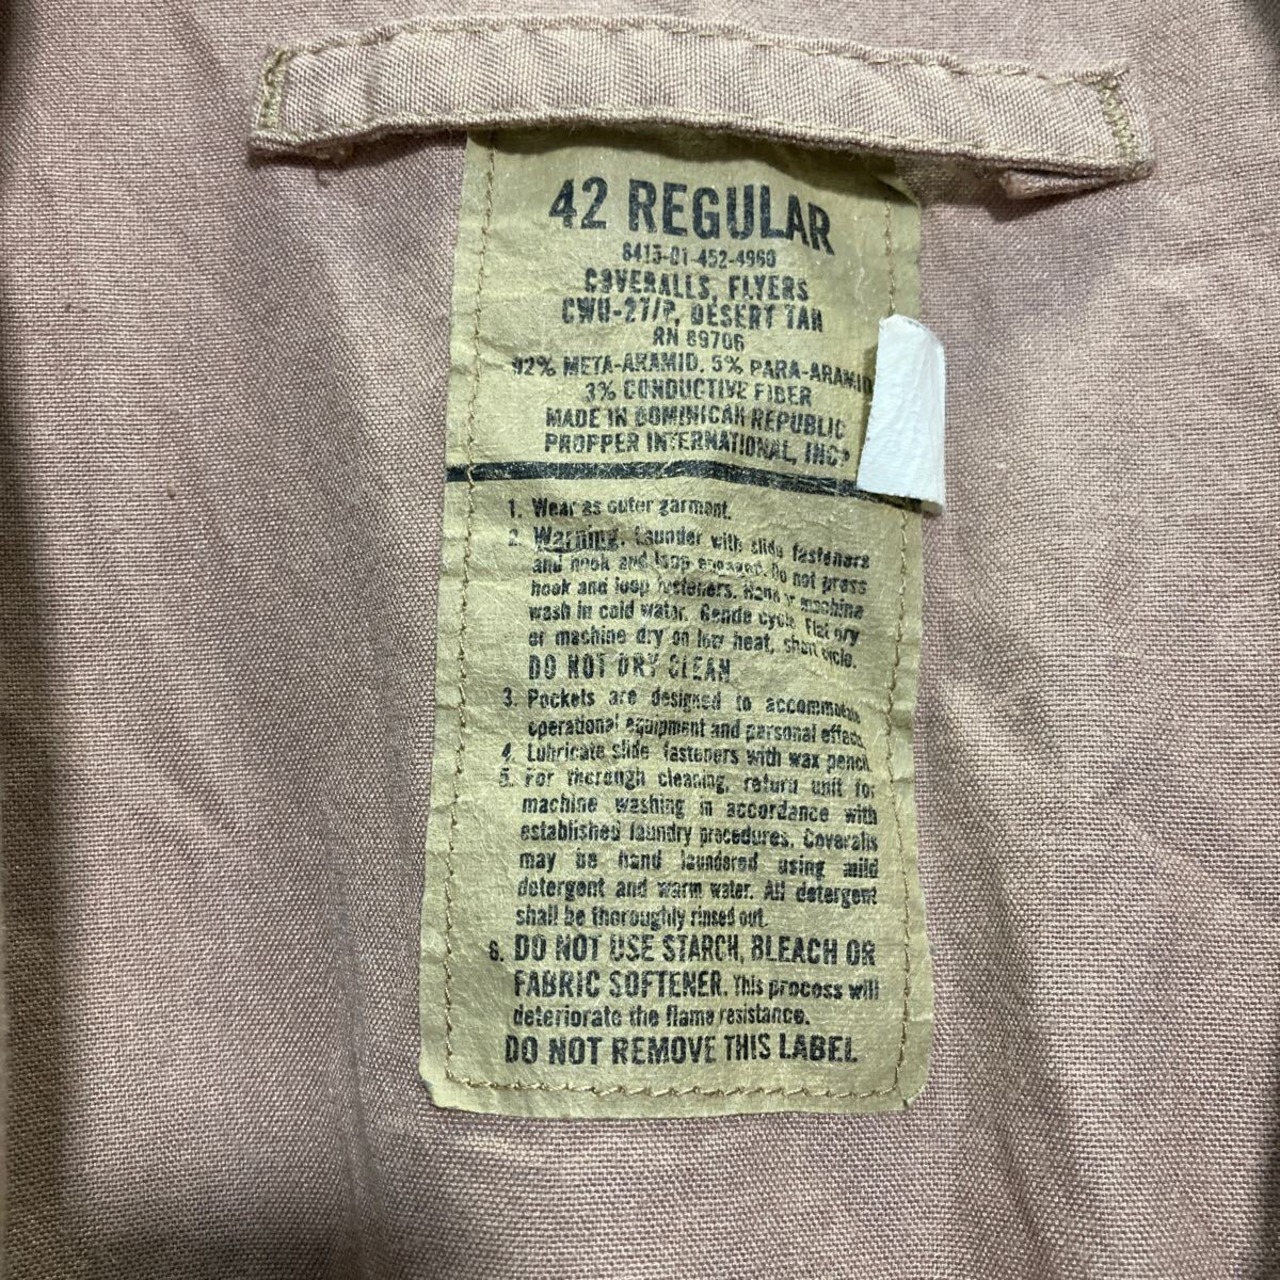 42 REGULAR
8415-01-452-4960
COVERALLS, FLYERS
CWU-27/P, DESERT TAN
RN 89706
92% META-ARAMID, 5% PARA-ARAMID
3% CONDUCTIVE FIBER
MADE IN DOMINICAN REPUBLIC
PROPPER INTERNATIONAL, INC
1. Wear as outer garment.
2. Warning. Launder with slide fasteners
and hook and loop engaged. Do not press
hook and loop fasteners. Hand or machine
wash in cold water. Gentle cycle. Flat dry
or machine dry on low heat, short cycle.
DO NOT DRY CLEAN
3. Pockets are designed to accommodate
operational equipment and personal effects.
4. Lubricate slide fasteners with wax pencil.
5. For thorough cleaning, return unit for
machine washing in accordance with
established laundry procedures. Coveralls
may be hand laundered using mild
detergent and warm water. All detergent
shall be thoroughly rinsed out.
6. DO NOT USE STARCH, BLEACH OR
FABRIC SOFTENER. This process will
deteriorate the flame resistance.
DO NOT REMOVE THIS LABEL